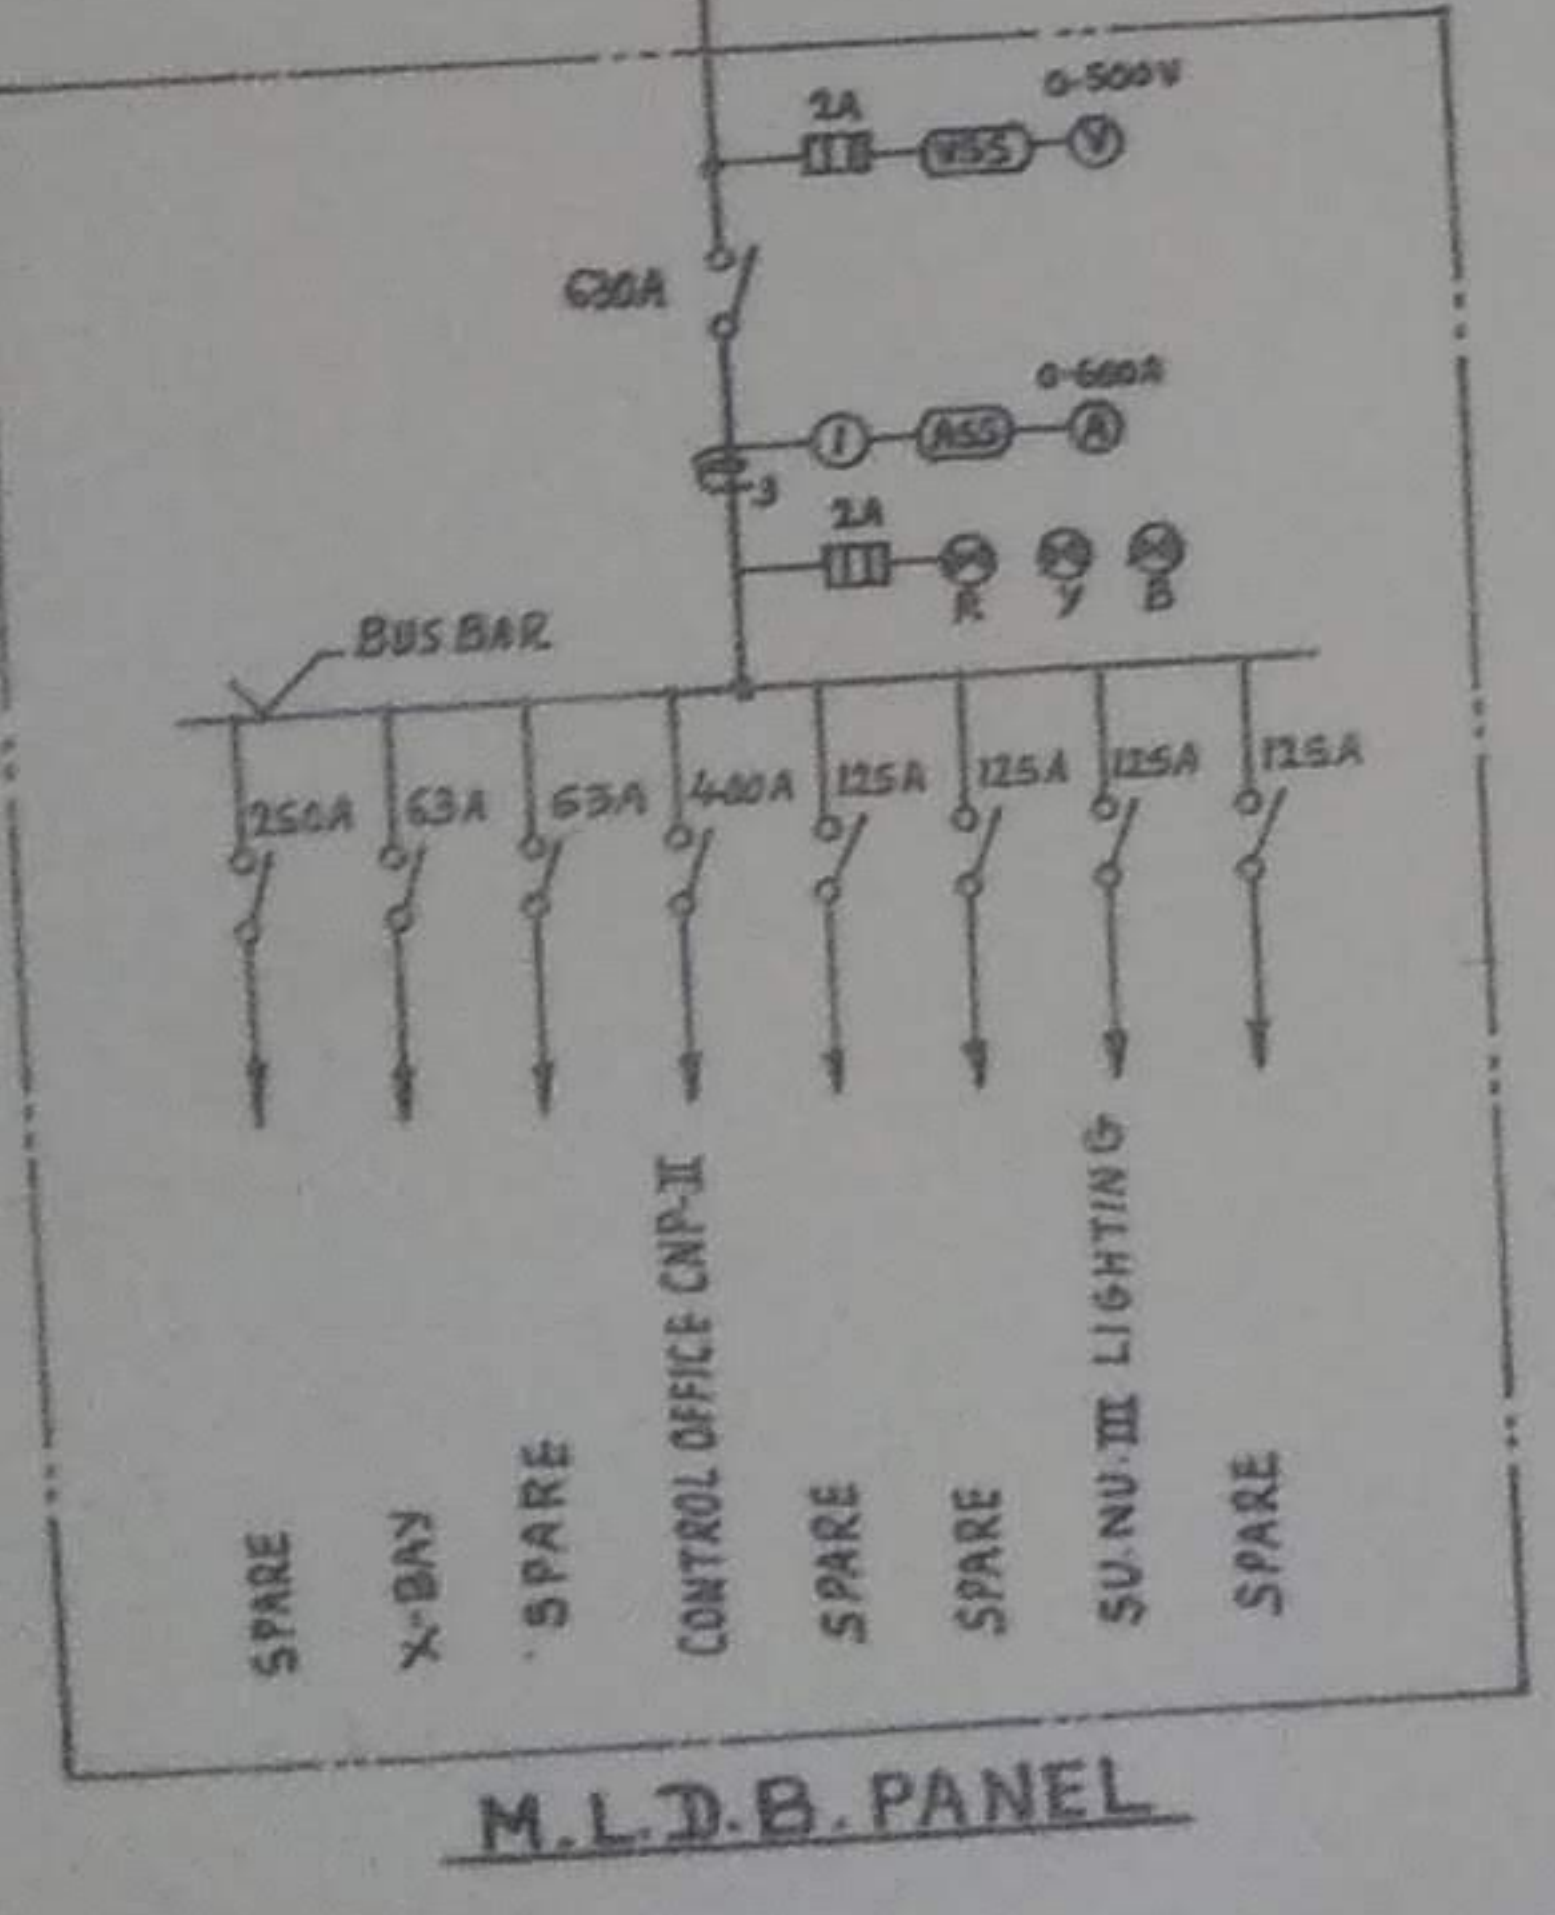 0-500V
2A
VSS
V
630A
0-600A
I
ASS
A
3
2A
R Y B
BUS BAR
250A 63A 63A 400A 125A 125A 125A 125A
SPARE
X-BAY
SPARE
CONTROL OFFICE CNP-II
SPARE
SPARE
SU.NU.III LIGHTING
SPARE
M.L.D.B. PANEL